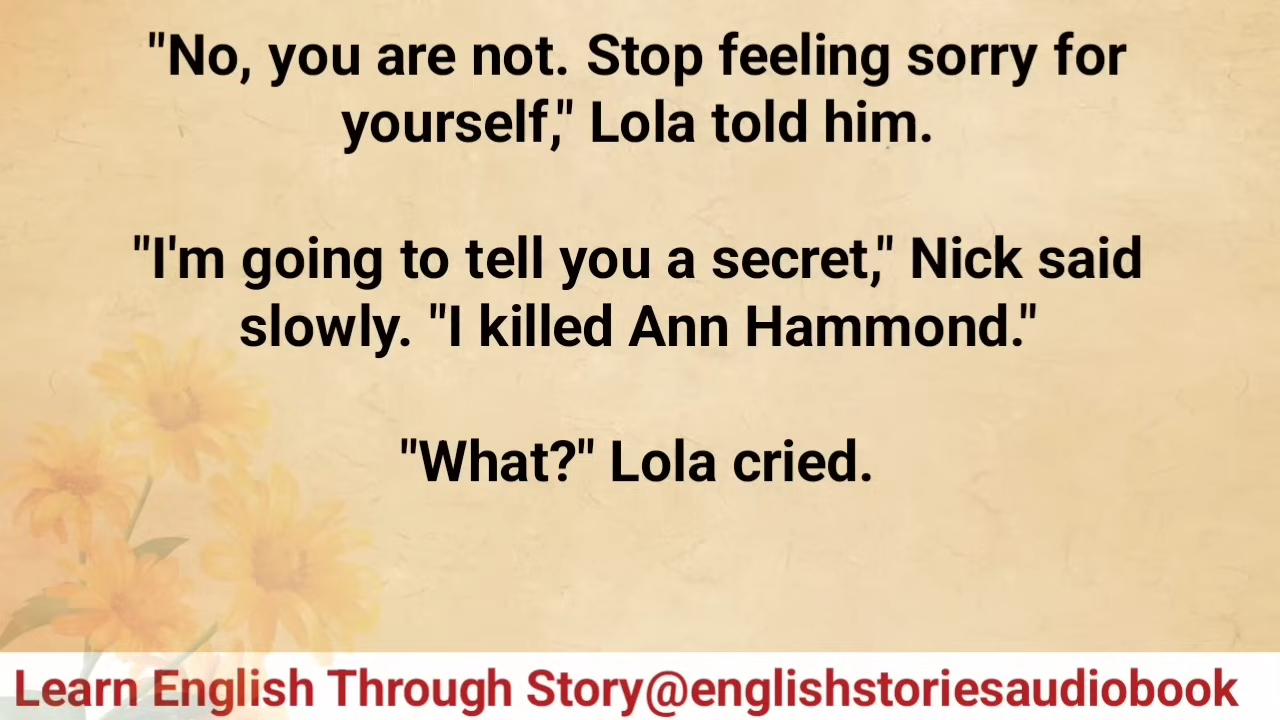 "No, you are not. Stop feeling sorry for
yourself," Lola told him.
"I'm going to tell you a secret," Nick said
slowly. "I killed Ann Hammond."
"What?" Lola cried.
Learn English Through Story@englishstoriesaudiobook